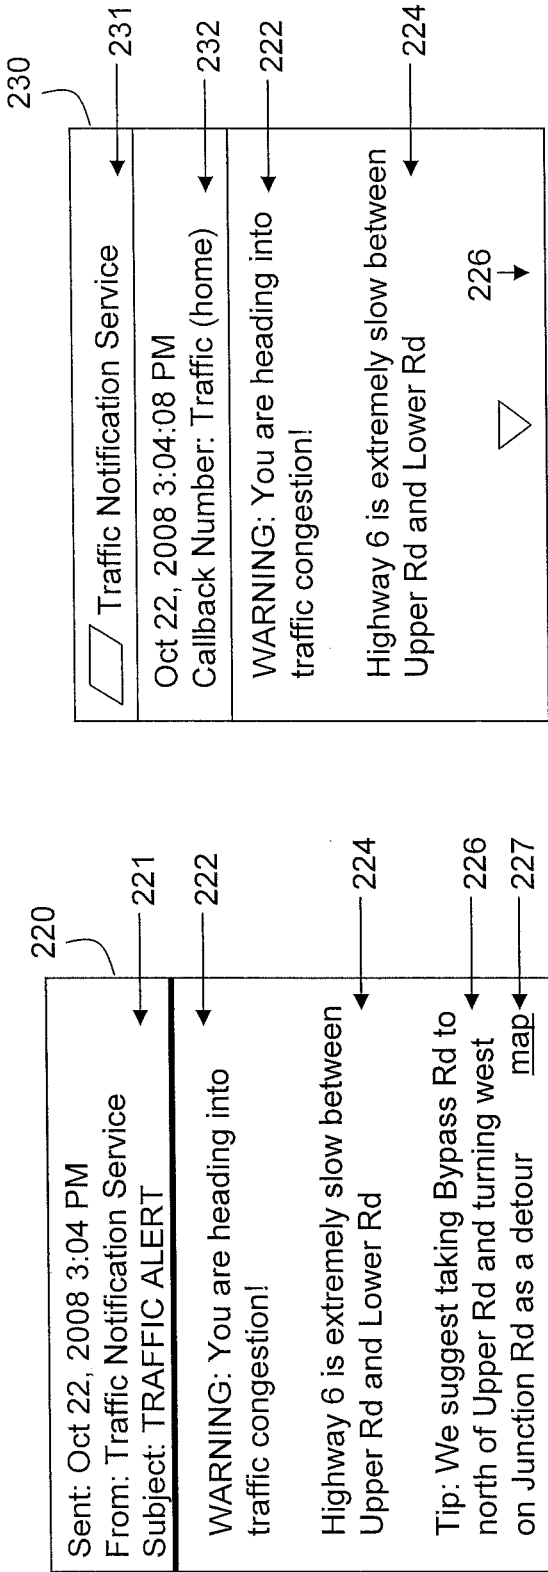 220
Sent: Oct 22, 2008 3:04 PM
From: Traffic Notification Service
Subject: TRAFFIC ALERT
221
WARNING: You are heading into
traffic congestion!
222
Highway 6 is extremely slow between
Upper Rd and Lower Rd
224
Tip: We suggest taking Bypass Rd to
north of Upper Rd and turning west
on Junction Rd as a detour
map
226
227
230
Traffic Notification Service
231
Oct 22, 2008 3:04:08 PM
Callback Number: Traffic (home)
232
WARNING: You are heading into
traffic congestion!
222
Highway 6 is extremely slow between
Upper Rd and Lower Rd
224
226